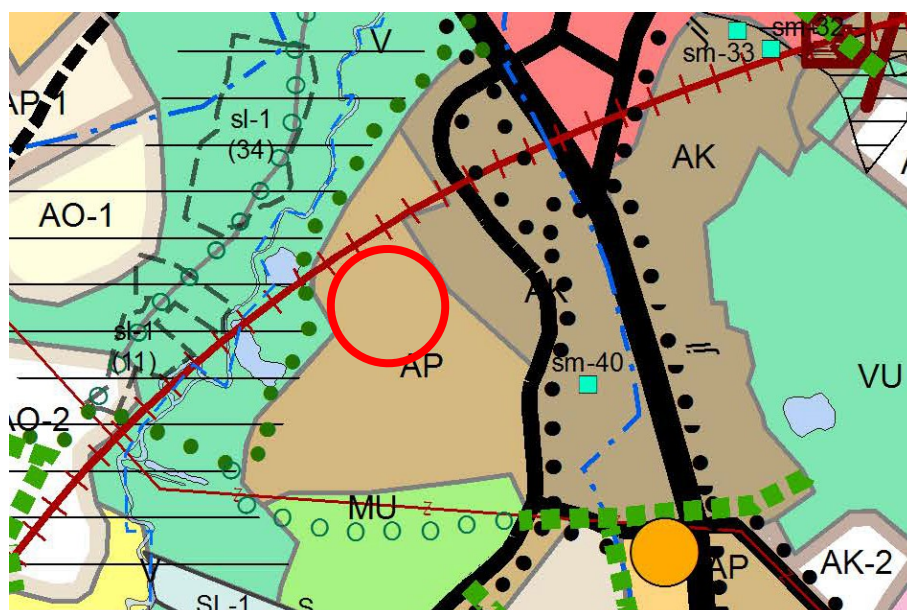 V
sm-32
sm-33
AP-1
sl-1
(34)
AK
AO-1
AK
sl-1
(11)
AP
sm-40
VU
AO-2
z
MU
z
V
AP
AK-2
SL-1
s